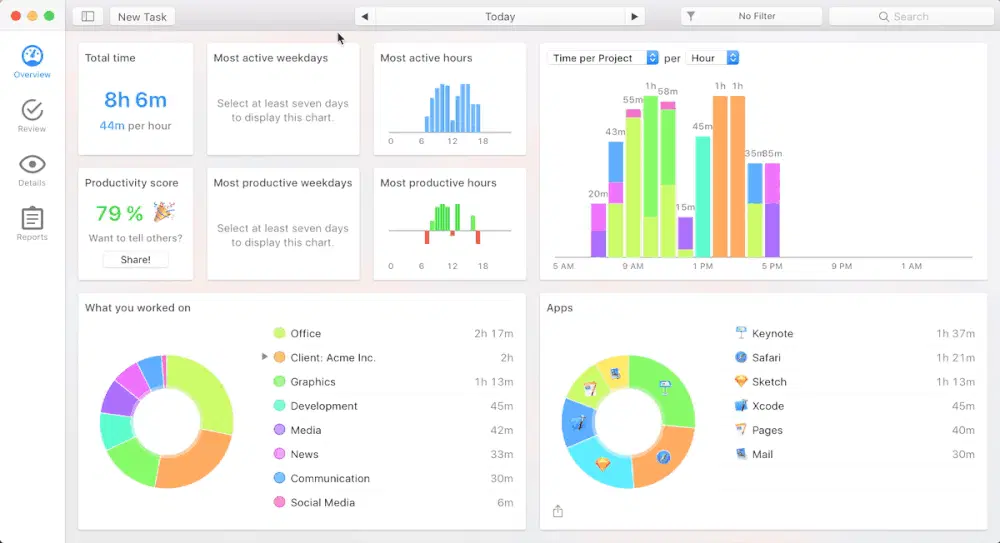 New Task
Today
No Filter
Search
Overview
Review
Details
Reports
Total time
8h 6m
44m per hour
Most active weekdays
Select at least seven days
to display this chart.
Most active hours
0 6 12 18
Productivity score
79 %
Want to tell others?
Share!
Most productive weekdays
Select at least seven days
to display this chart.
Most productive hours
0 6 12 18
Time per Project per Hour
20m
43m
55m
1h
58m
15m
45m
1h
1h
35m
35m
5 AM 9 AM 1 PM 5 PM 9 PM 1 AM
What you worked on
Office 2h 17m
Client: Acme Inc. 2h
Graphics 1h 13m
Development 45m
Media 42m
News 33m
Communication 30m
Social Media 6m
Apps
Keynote 1h 37m
Safari 1h 21m
Sketch 1h 13m
Xcode 45m
Pages 40m
Mail 30m